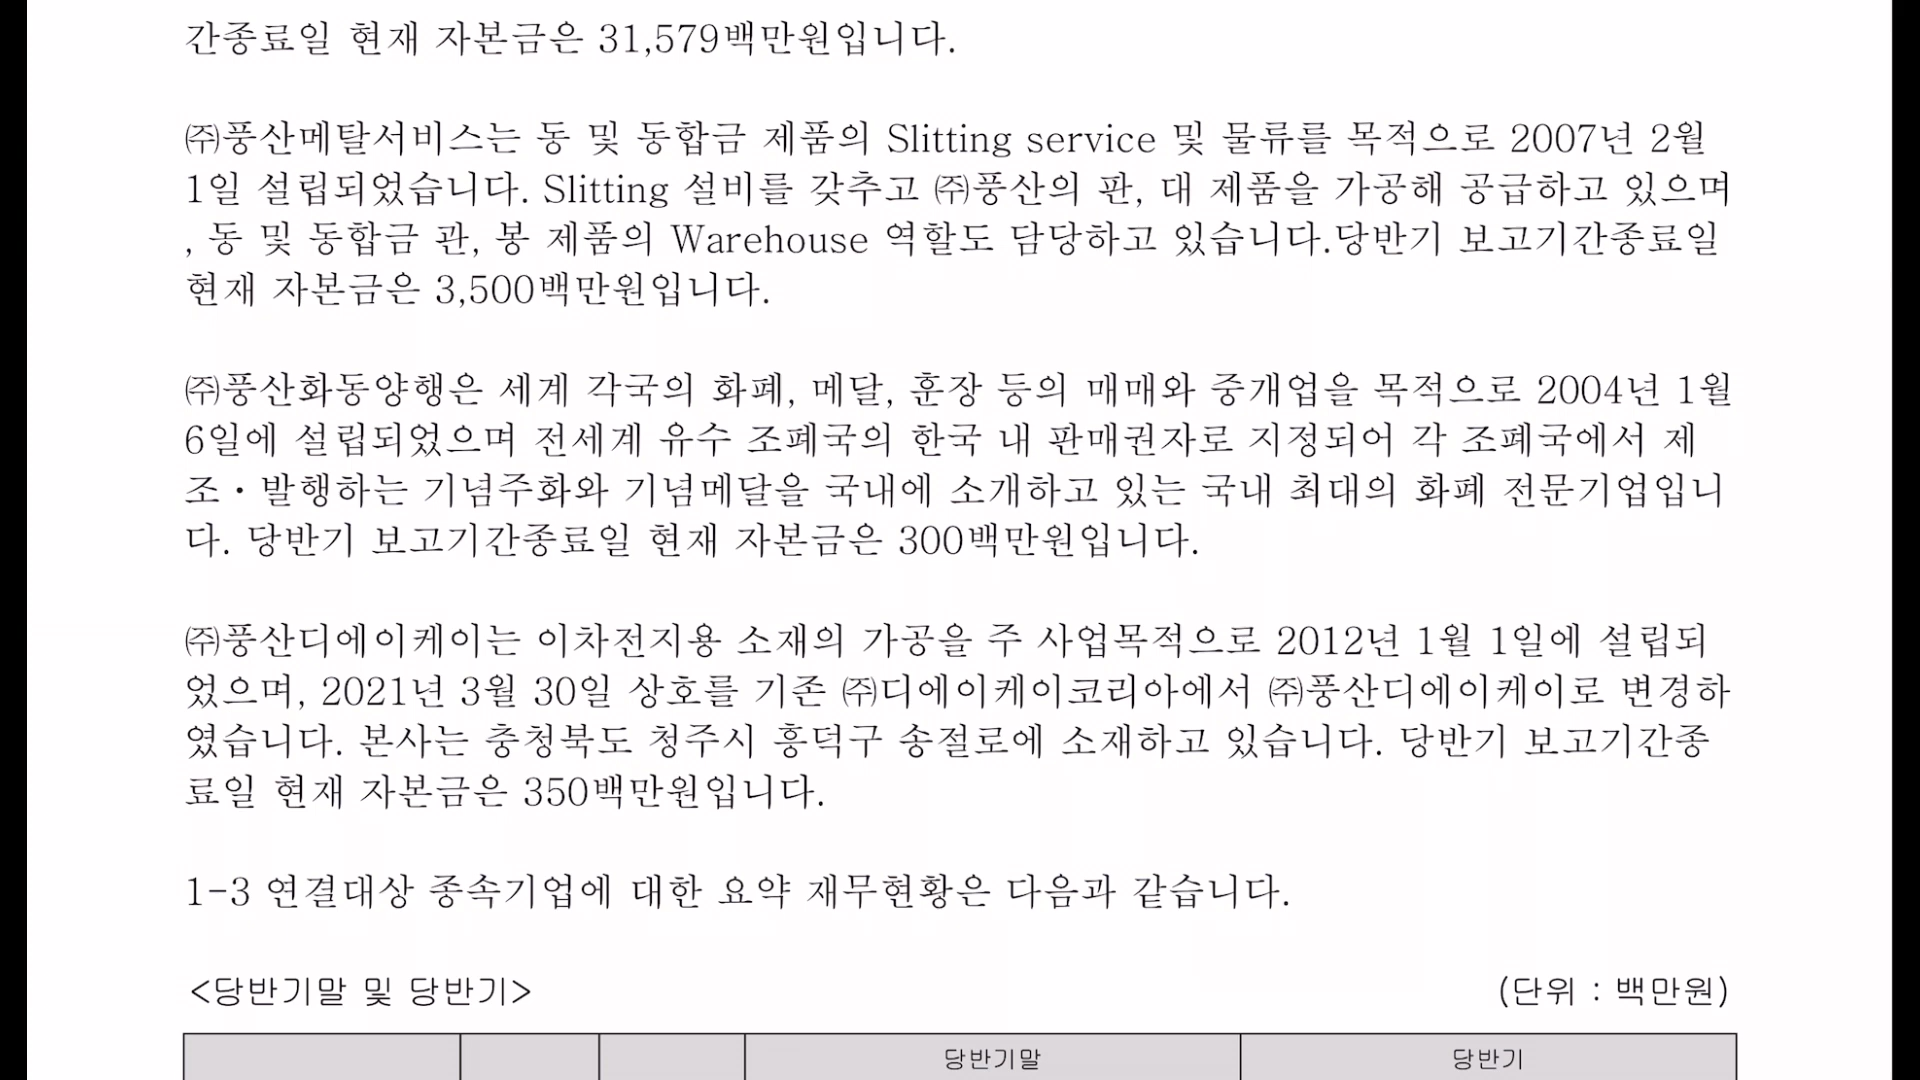 간종료일 현재 자본금은 31,579백만원입니다.
㈜풍산메탈서비스는 동 및 동합금 제품의 Slitting service 및 물류를 목적으로 2007년 2월
1일 설립되었습니다. Slitting 설비를 갖추고 ㈜풍산의 판, 대 제품을 가공해 공급하고 있으며
, 동 및 동합금 관, 봉 제품의 Warehouse 역할도 담당하고 있습니다.당반기 보고기간종료일
현재 자본금은 3,500백만원입니다.
㈜풍산화동양행은 세계 각국의 화폐, 메달, 훈장 등의 매매와 중개업을 목적으로 2004년 1월
6일에 설립되었으며 전세계 유수 조폐국의 한국 내 판매권자로 지정되어 각 조폐국에서 제
조·발행하는 기념주화와 기념메달을 국내에 소개하고 있는 국내 최대의 화폐 전문기업입니
다. 당반기 보고기간종료일 현재 자본금은 300백만원입니다.
㈜풍산디에이케이는 이차전지용 소재의 가공을 주 사업목적으로 2012년 1월 1일에 설립되
었으며, 2021년 3월 30일 상호를 기존 ㈜디에이케이코리아에서 ㈜풍산디에이케이로 변경하
였습니다. 본사는 충청북도 청주시 흥덕구 송절로에 소재하고 있습니다. 당반기 보고기간종
료일 현재 자본금은 350백만원입니다.
1-3 연결대상 종속기업에 대한 요약 재무현황은 다음과 같습니다.
<당반기말 및 당반기> (단위 : 백만원)
당반기말 당반기